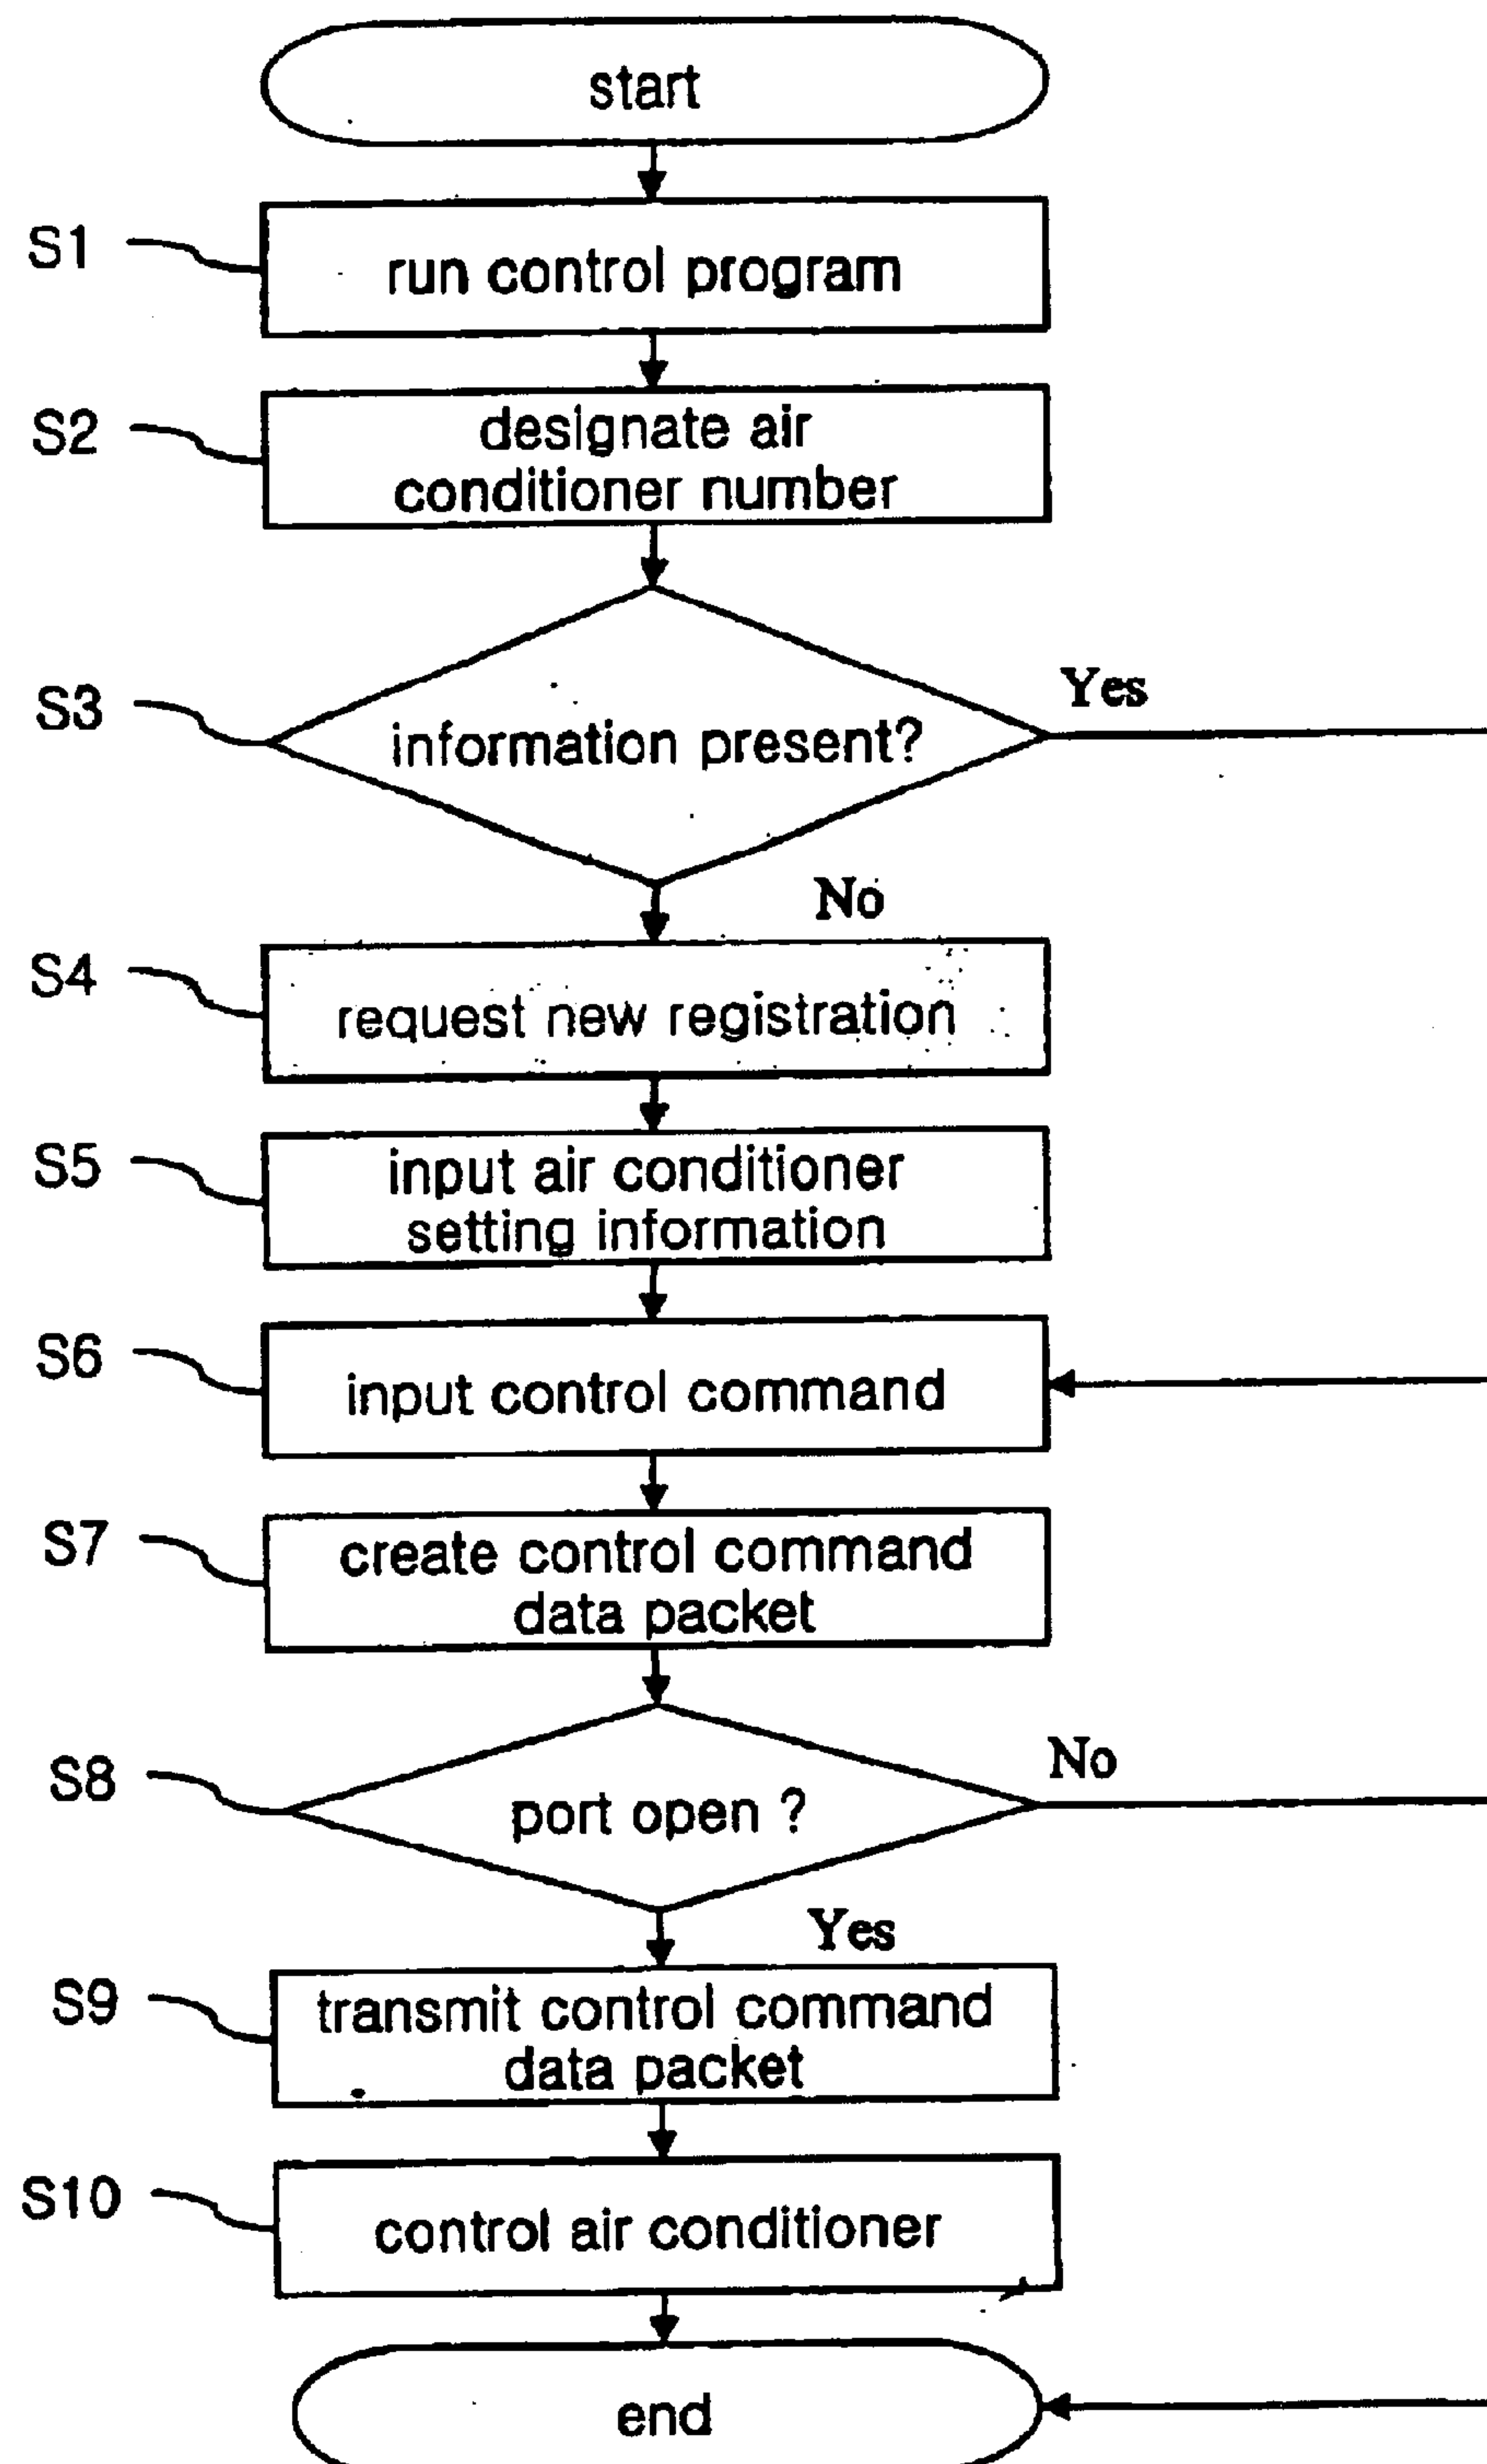 start
S1
run control program
S2
designate air
conditioner number
S3
information present?
Yes
No
S4
request new registration
S5
input air conditioner
setting information
S6
input control command
S7
create control command
data packet
S8
port open ?
No
Yes
S9
transmit control command
data packet
S10
control air conditioner
end